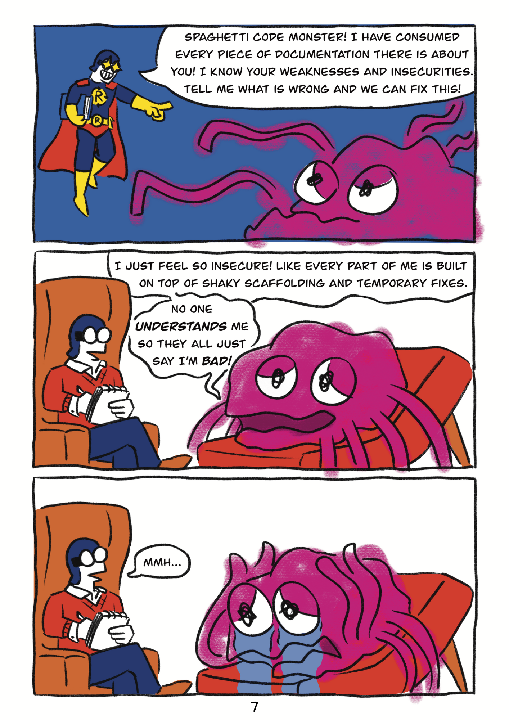 SPAGHETTI CODE MONSTER! I HAVE CONSUMED
EVERY PIECE OF DOCUMENTATION THERE IS ABOUT
YOU! I KNOW YOUR WEAKNESSES AND INSECURITIES.
TELL ME WHAT IS WRONG AND WE CAN FIX THIS!
R
I JUST FEEL SO INSECURE! LIKE EVERY PART OF ME IS BUILT
ON TOP OF SHAKY SCAFFOLDING AND TEMPORARY FIXES.
NO ONE
UNDERSTANDS ME
SO THEY ALL JUST
SAY I'M BAD!
MMH...
7